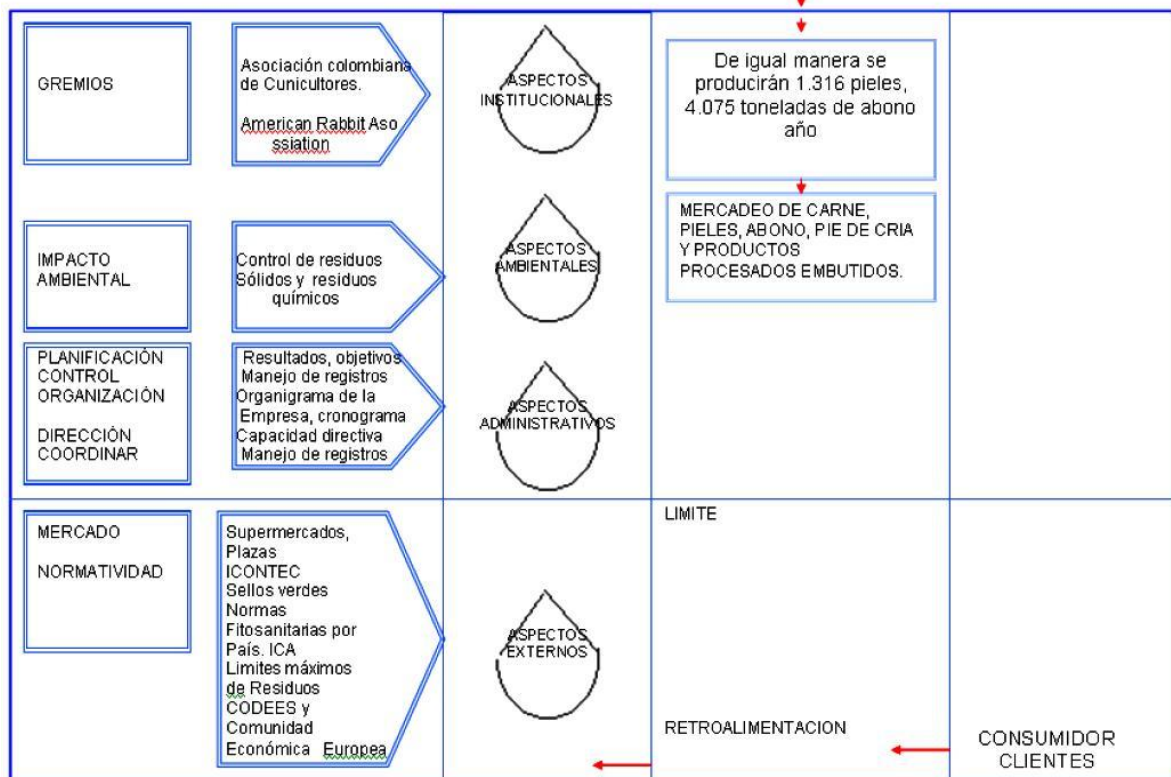 GREMIOS
Asociación colombiana
de Cunicultores.
American Rabbit Aso
ssiation
ASPECTOS
INSTITUCIONALES
De igual manera se
producirán 1.316 pieles,
4.075 toneladas de abono
año
IMPACTO
AMBIENTAL
Control de residuos
Sólidos y residuos
químicos
ASPECTOS
AMBIENTALES
MERCADEO DE CARNE,
PIELES, ABONO, PIE DE CRIA
Y PRODUCTOS
PROCESADOS EMBUTIDOS.
PLANIFICACIÓN
CONTROL
ORGANIZACIÓN
DIRECCIÓN
COORDINAR
Resultados, objetivos
Manejo de registros
Organigrama de la
Empresa, cronograma
Capacidad directiva
Manejo de registros
ASPECTOS
ADMINISTRATIVOS
MERCADO
NORMATIVIDAD
Supermercados,
Plazas
ICONTEC
Sellos verdes
Normas
Fitosanitarias por
País. ICA
Limites máximos
de Residuos
CODEES y
Comunidad
Económica Europea
ASPECTOS
EXTERNOS
LIMITE
RETROALIMENTACION
CONSUMIDOR
CLIENTES